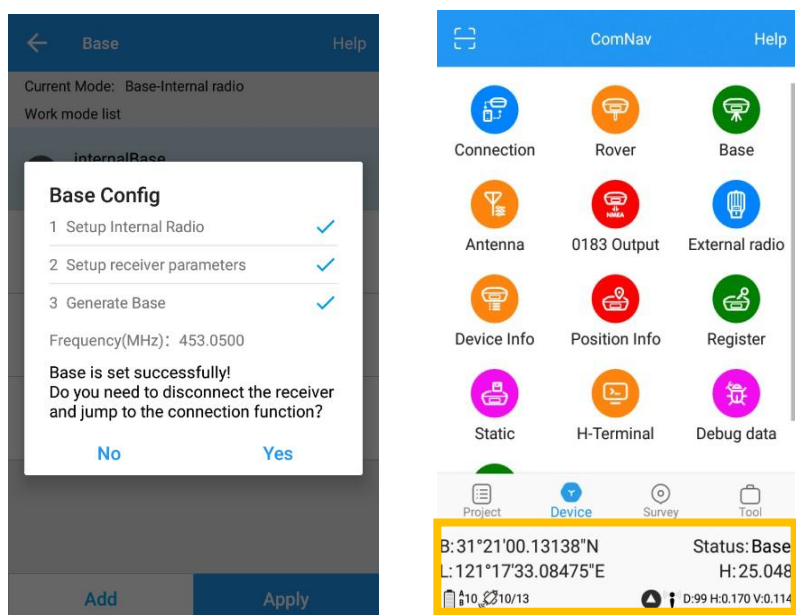 Base
Help
Current Mode: Base-Internal radio
Work mode list
internalBase
Base Config
1 Setup Internal Radio
2 Setup receiver parameters
3 Generate Base
Frequency(MHz): 453.0500
Base is set successfully!
Do you need to disconnect the receiver
and jump to the connection function?
No Yes
Add Apply
ComNav Help
Connection Rover Base
NMEA
Antenna 0183 Output External radio
Device Info Position Info Register
Static H-Terminal Debug data
Project Device Survey Tool
B:31°21'00.13138"N Status:Base
L:121°17'33.08475"E H:25.048
10 10/13 D:99 H:0.170 V:0.114